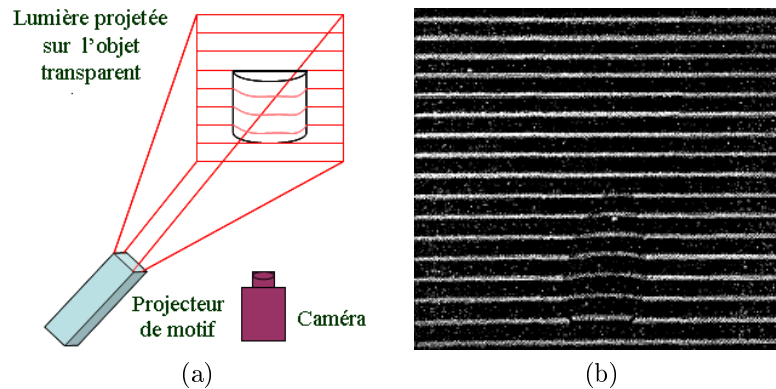 Lumière projetée
sur l'objet
transparent
Projecteur
de motif
Caméra
(a)
(b)